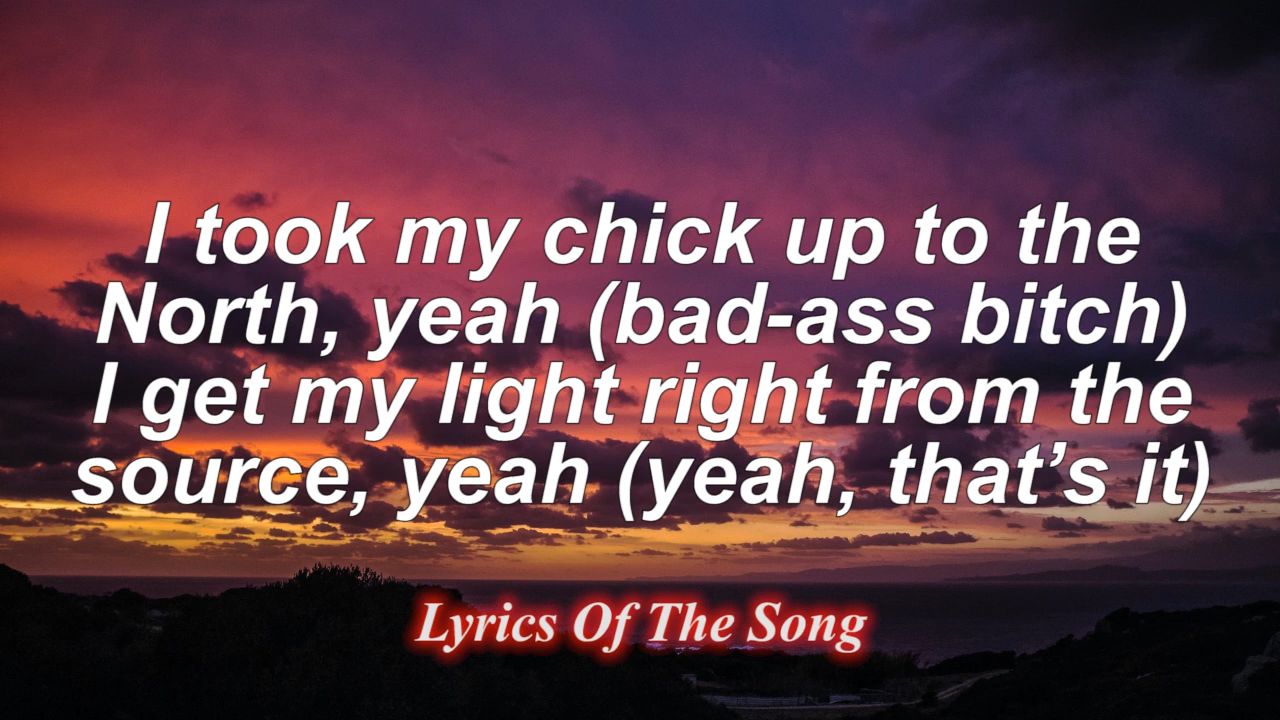 I took my chick up to the
North, yeah (bad-ass bitch)
I get my light right from the
source, yeah (yeah, that’s it)
Lyrics Of The Song